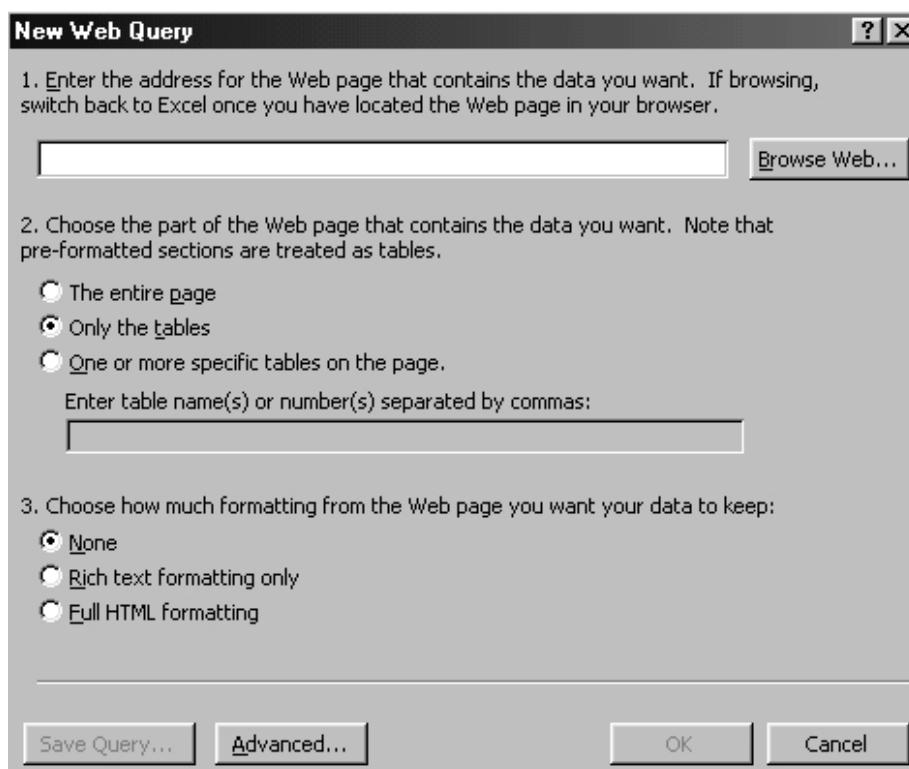 New Web Query
1. Enter the address for the Web page that contains the data you want.  If browsing,
switch back to Excel once you have located the Web page in your browser.
Browse Web...
2. Choose the part of the Web page that contains the data you want.  Note that
pre-formatted sections are treated as tables.
The entire page
Only the tables
One or more specific tables on the page.
Enter table name(s) or number(s) separated by commas:
3. Choose how much formatting from the Web page you want your data to keep:
None
Rich text formatting only
Full HTML formatting
Save Query... Advanced... OK Cancel